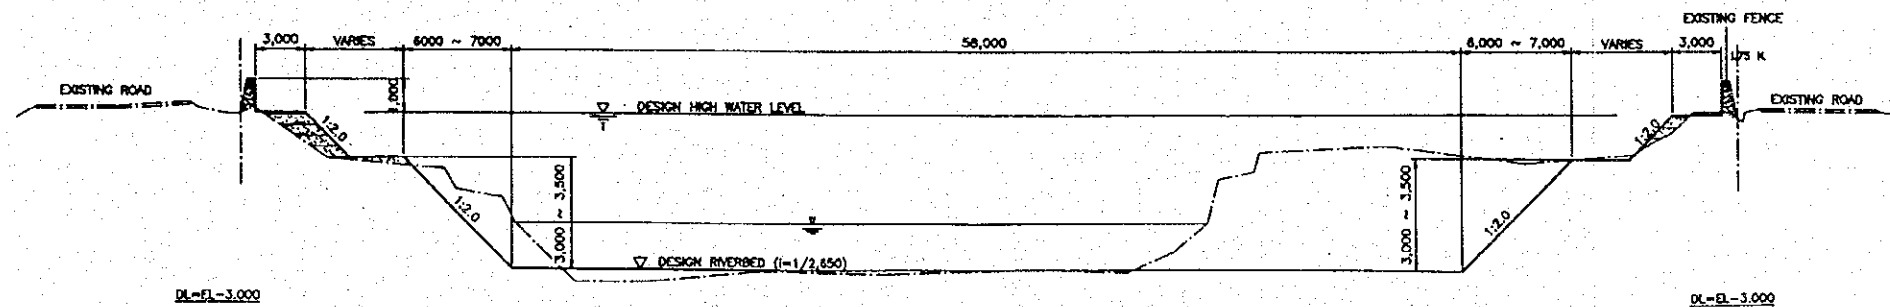 EXISTING FENCE
3,000 VARIES 6000 ~ 7000 58,000 6,000 ~ 7,000 VARIES 3,000
EXISTING ROAD
DESIGN HIGH WATER LEVEL
EXISTING ROAD
1:2.0
1:2.0
1:2.0
3,000 ~ 3,500
3,000 ~ 3,500
1:2.0
DESIGN RIVERBED (I=1/2,650)
DL=EL-3.000
DL=EL-3.000